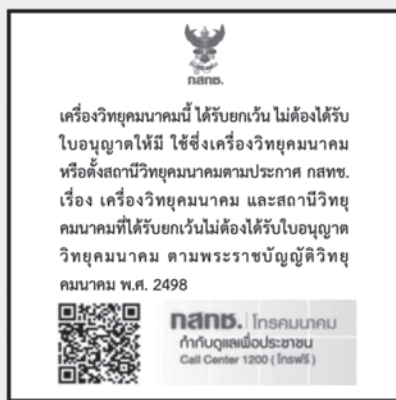 กสทช.
เครื่องวิทยุคมนาคมนี้ ได้รับยกเว้น ไม่ต้องได้รับ
ใบอนุญาตให้มี ใช้ซึ่งเครื่องวิทยุคมนาคม
หรือตั้งสถานีวิทยุคมนาคมตามประกาศ กสทช.
เรื่อง เครื่องวิทยุคมนาคม และสถานีวิทยุ
คมนาคมที่ได้รับยกเว้นไม่ต้องได้รับใบอนุญาต
วิทยุคมนาคม ตามพระราชบัญญัติวิทยุ
คมนาคม พ.ศ. 2498
กสทช. | โทรคมนาคม
กำกับดูแลเพื่อประชาชน
Call Center 1200 ( โทรฟรี )